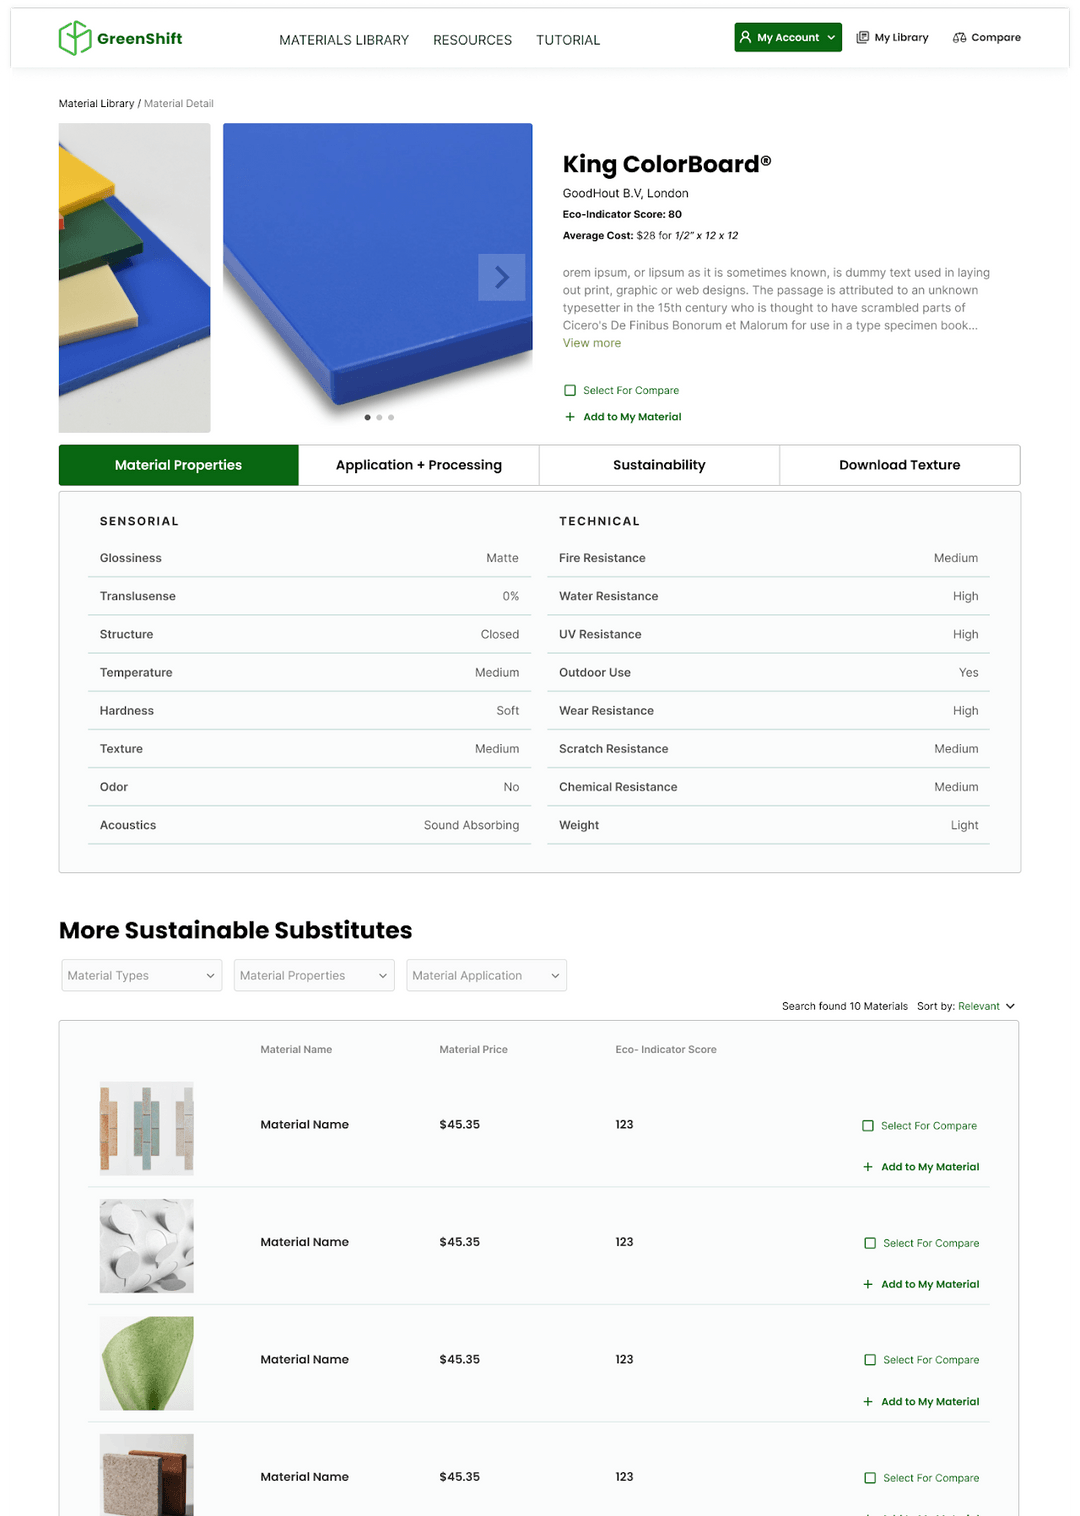 GreenShift
MATERIALS LIBRARY RESOURCES TUTORIAL
My Account My Library Compare
Material Library / Material Detail
King ColorBoard®
GoodHout B.V, London
Eco-Indicator Score: 80
Average Cost: $28 for 1/2" x 12 x 12
orem ipsum, or lipsum as it is sometimes known, is dummy text used in laying
out print, graphic or web designs. The passage is attributed to an unknown
typesetter in the 15th century who is thought to have scrambled parts of
Cicero's De Finibus Bonorum et Malorum for use in a type specimen book...
View more
Select For Compare
+ Add to My Material
Material Properties Application + Processing Sustainability Download Texture
SENSORIAL
Glossiness Matte
Translusense 0%
Structure Closed
Temperature Medium
Hardness Soft
Texture Medium
Odor No
Acoustics Sound Absorbing
TECHNICAL
Fire Resistance Medium
Water Resistance High
UV Resistance High
Outdoor Use Yes
Wear Resistance High
Scratch Resistance Medium
Chemical Resistance Medium
Weight Light
More Sustainable Substitutes
Material Types Material Properties Material Application
Search found 10 Materials Sort by: Relevant
Material Name Material Price Eco- Indicator Score
Material Name $45.35 123 Select For Compare
+ Add to My Material
Material Name $45.35 123 Select For Compare
+ Add to My Material
Material Name $45.35 123 Select For Compare
+ Add to My Material
Material Name $45.35 123 Select For Compare